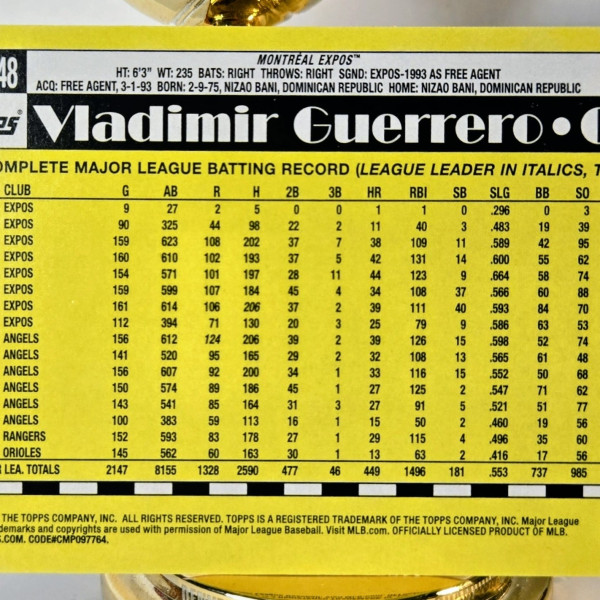 48
MONTRÉAL EXPOS™
HT: 6'3" WT: 235 BATS: RIGHT THROWS: RIGHT SGND: EXPOS-1993 AS FREE AGENT
ACQ: FREE AGENT, 3-1-93 BORN: 2-9-75, NIZAO BANI, DOMINICAN REPUBLIC HOME: NIZAO BANI, DOMINICAN REPUBLIC
PS® Vladimir Guerrero • O
OMPLETE MAJOR LEAGUE BATTING RECORD (LEAGUE LEADER IN ITALICS, T
CLUB G AB R H 2B 3B HR RBI SB SLG BB SO
EXPOS 9 27 2 5 0 0 1 1 0 .296 0 3
EXPOS 90 325 44 98 22 2 11 40 3 .483 19 39
EXPOS 159 623 108 202 37 7 38 109 11 .589 42 95
EXPOS 160 610 102 193 37 5 42 131 14 .600 55 62
EXPOS 154 571 101 197 28 11 44 123 9 .664 58 74
EXPOS 159 599 107 184 45 4 34 108 37 .566 60 88
EXPOS 161 614 106 206 37 2 39 111 40 .593 84 70
EXPOS 112 394 71 130 20 3 25 79 9 .586 63 53
ANGELS 156 612 124 206 39 2 39 126 15 .598 52 74
ANGELS 141 520 95 165 29 2 32 108 13 .565 61 48
ANGELS 156 607 92 200 34 1 33 116 15 .552 50 68
ANGELS 150 574 89 186 45 1 27 125 2 .547 71 62
ANGELS 143 541 85 164 31 3 27 91 5 .521 51 77
ANGELS 100 383 59 113 16 1 15 50 2 .460 19 56
RANGERS 152 593 83 178 27 1 29 115 4 .496 35 60
ORIOLES 145 562 60 163 30 1 13 63 2 .416 17 56
LEA. TOTALS 2147 8155 1328 2590 477 46 449 1496 181 .553 737 985
THE TOPPS COMPANY, INC. ALL RIGHTS RESERVED. TOPPS IS A REGISTERED TRADEMARK OF THE TOPPS COMPANY, INC. Major League
demarks and copyrights are used with permission of Major League Baseball. Visit MLB.com. OFFICIALLY LICENSED PRODUCT OF MLB.
S.COM. CODE#CMP097764.